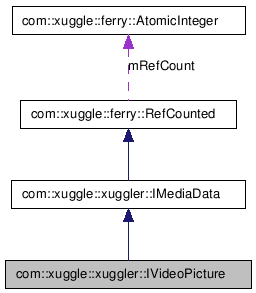 com::xuggle::ferry::AtomicInteger
mRefCount
com::xuggle::ferry::RefCounted
com::xuggle::xuggler::IMediaData
com::xuggle::xuggler::IVideoPicture